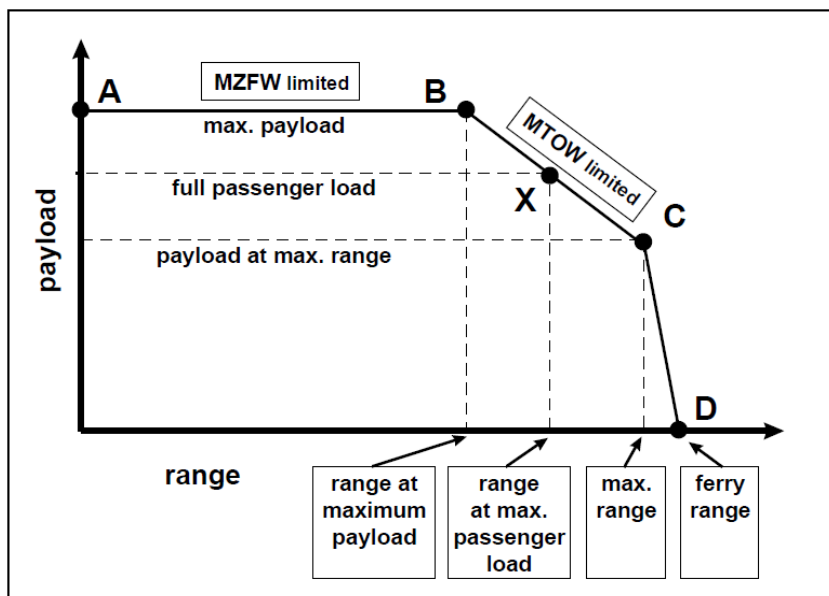 A
MZFW limited
B
max. payload
MTOW limited
full passenger load
X
C
payload at max. range
payload
D
range
range at
maximum
payload
range
at max.
passenger
load
max.
range
ferry
range